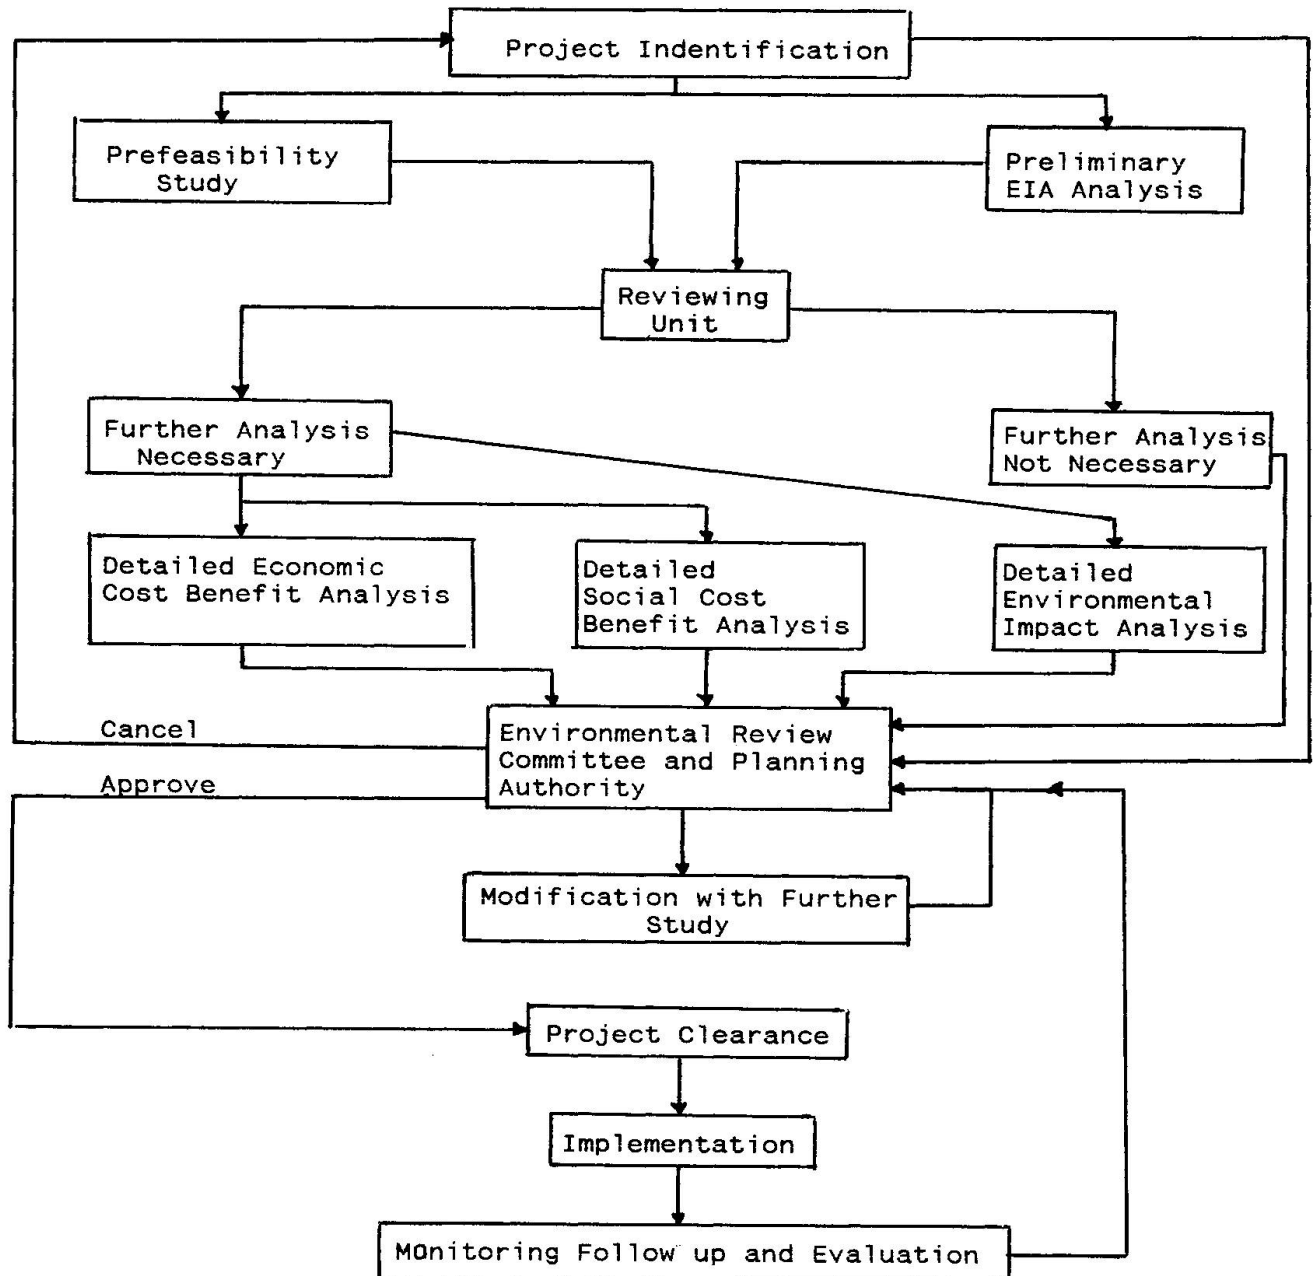 Project Indentification
Prefeasibility
Study
Preliminary
EIA Analysis
Reviewing
Unit
Further Analysis
Necessary
Further Analysis
Not Necessary
Detailed Economic
Cost Benefit Analysis
Detailed
Social Cost
Benefit Analysis
Detailed
Environmental
Impact Analysis
Cancel
Approve
Environmental Review
Committee and Planning
Authority
Modification with Further
Study
Project Clearance
Implementation
Monitoring Follow up and Evaluation